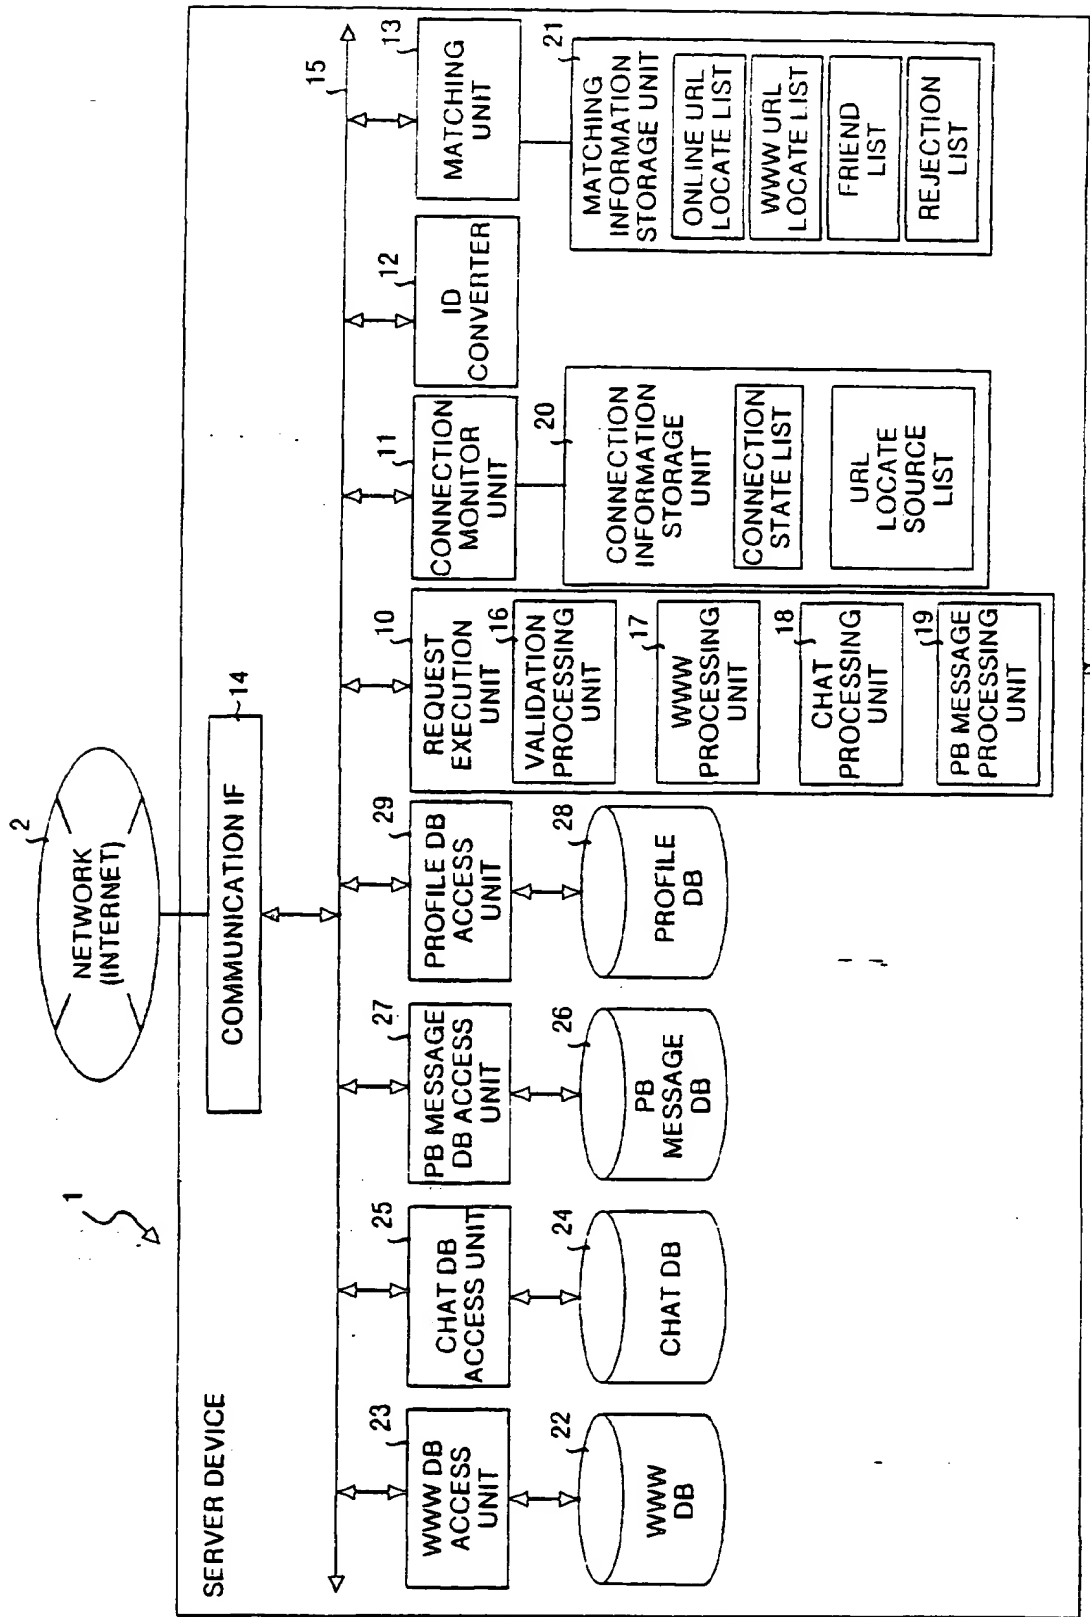 1
2
NETWORK
(INTERNET)
SERVER DEVICE
COMMUNICATION IF
14
15
23
WWW DB
ACCESS
UNIT
22
WWW
DB
25
CHAT DB
ACCESS UNIT
24
CHAT DB
27
PB MESSAGE
DB ACCESS
UNIT
26
PB
MESSAGE
DB
29
PROFILE DB
ACCESS
UNIT
28
PROFILE
DB
10
REQUEST
EXECUTION
UNIT
16
VALIDATION
PROCESSING
UNIT
17
WWW
PROCESSING
UNIT
18
CHAT
PROCESSING
UNIT
19
PB MESSAGE
PROCESSING
UNIT
11
CONNECTION
MONITOR
UNIT
20
CONNECTION
INFORMATION
STORAGE
UNIT
CONNECTION
STATE LIST
URL
LOCATE
SOURCE
LIST
12
ID
CONVERTER
13
MATCHING
UNIT
21
MATCHING
INFORMATION
STORAGE UNIT
ONLINE URL
LOCATE LIST
WWW URL
LOCATE LIST
FRIEND
LIST
REJECTION
LIST